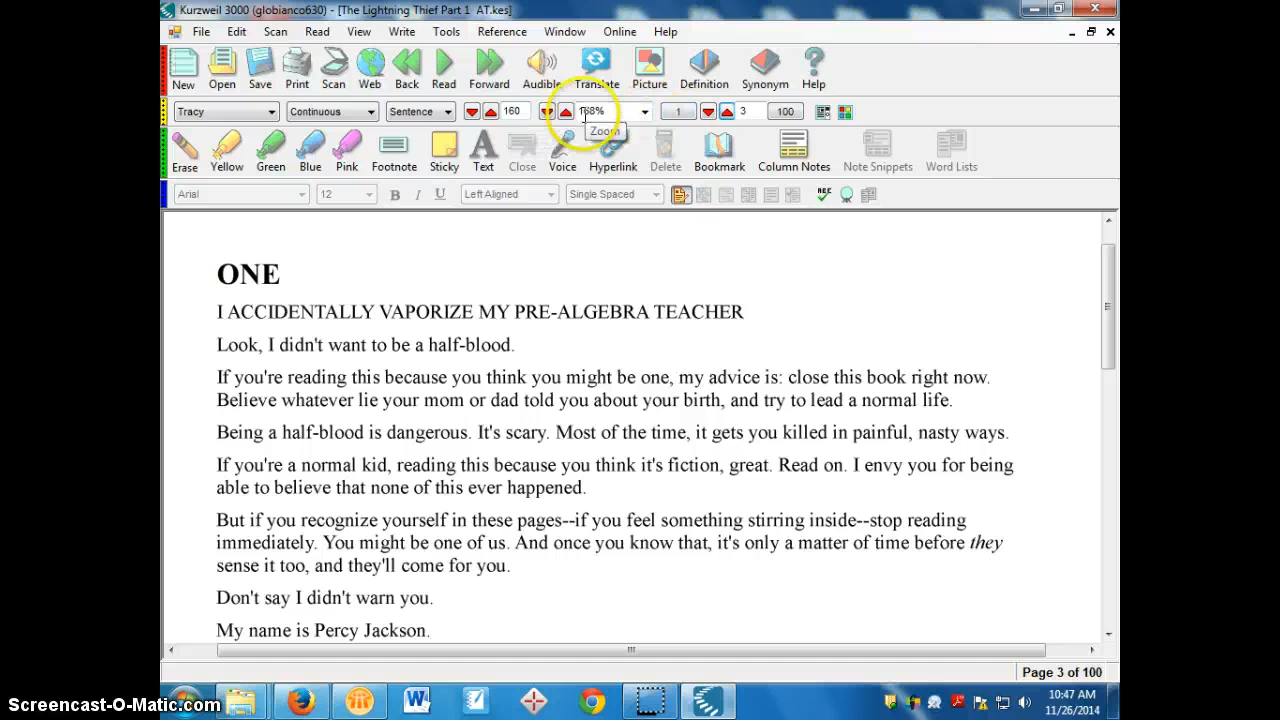 Kurzweil 3000 (globianco630) - [The Lightning Thief Part 1 AT.kes]
File Edit Scan Read View Write Tools Reference Window Online Help
New Open Save Print Scan Web Back Read Forward Audible Translate Picture Definition Synonym Help
Tracy Continuous Sentence 160 168% 1 3 100
Zoom
Erase Yellow Green Blue Pink Footnote Sticky Text Close Voice Hyperlink Delete Bookmark Column Notes Note Snippets Word Lists
Arial 12 B I U Left Aligned Single Spaced
ONE
I ACCIDENTALLY VAPORIZE MY PRE-ALGEBRA TEACHER
Look, I didn't want to be a half-blood.
If you're reading this because you think you might be one, my advice is: close this book right now.
Believe whatever lie your mom or dad told you about your birth, and try to lead a normal life.
Being a half-blood is dangerous. It's scary. Most of the time, it gets you killed in painful, nasty ways.
If you're a normal kid, reading this because you think it's fiction, great. Read on. I envy you for being
able to believe that none of this ever happened.
But if you recognize yourself in these pages--if you feel something stirring inside--stop reading
immediately. You might be one of us. And once you know that, it's only a matter of time before they
sense it too, and they'll come for you.
Don't say I didn't warn you.
My name is Percy Jackson.
Page 3 of 100
10:47 AM
11/26/2014
Screencast-O-Matic.com